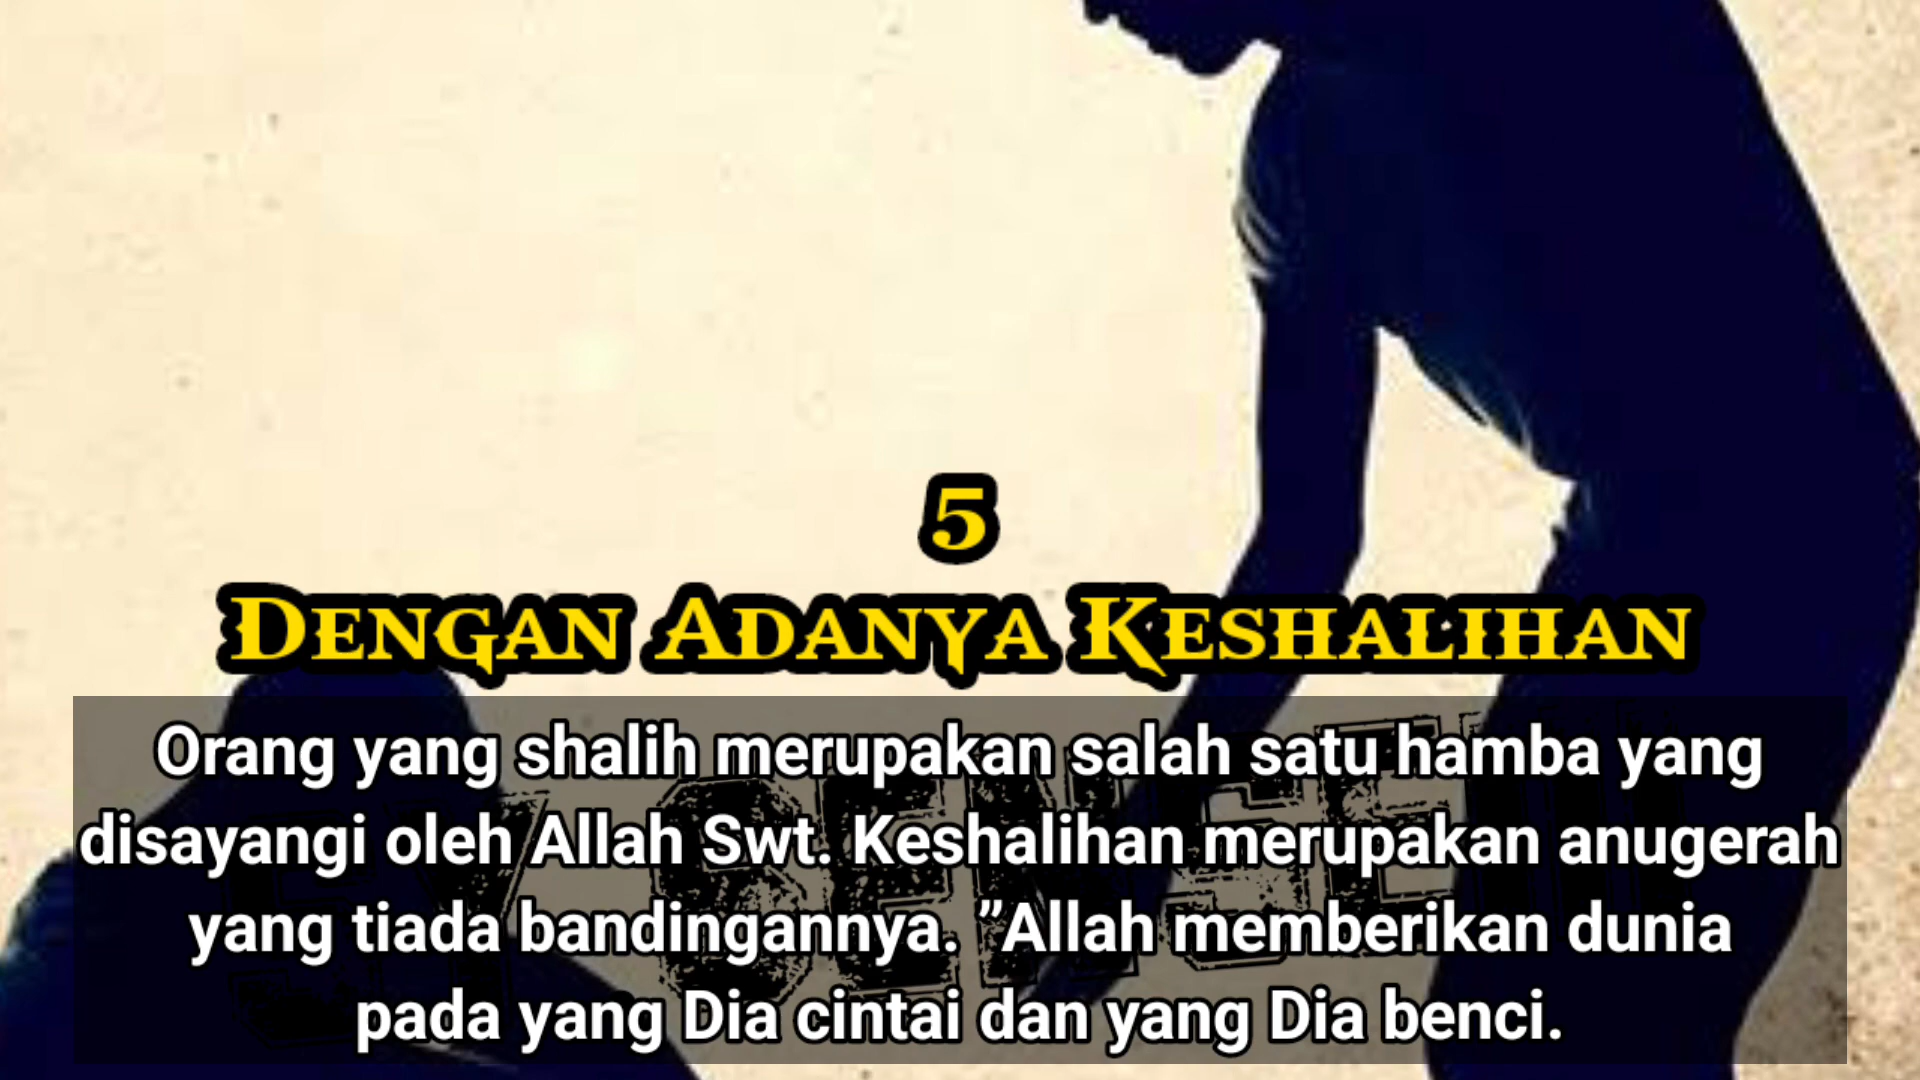 5
DENGAN ADANYA KESHALIHAN
Orang yang shalih merupakan salah satu hamba yang
disayangi oleh Allah Swt. Keshalihan merupakan anugerah
yang tiada bandingannya. ”Allah memberikan dunia
pada yang Dia cintai dan yang Dia benci.